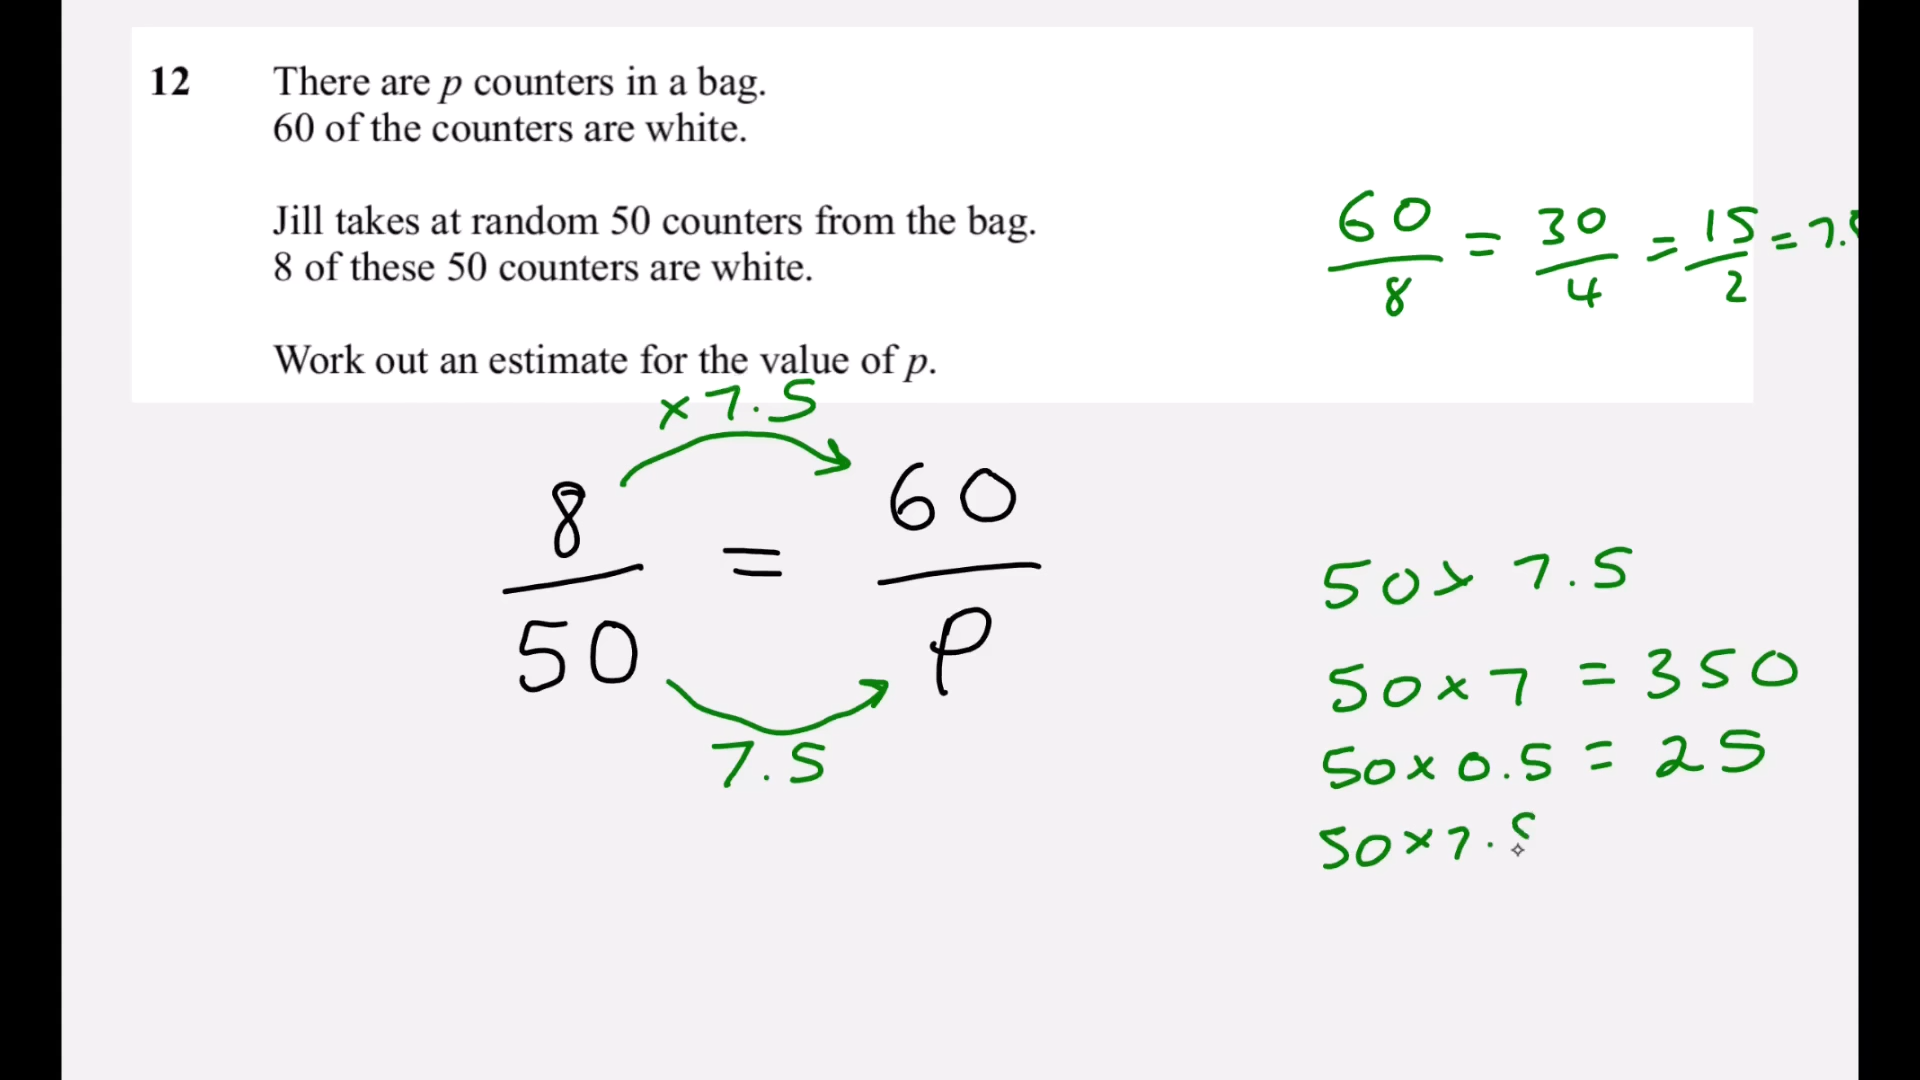 12 There are p counters in a bag.
60 of the counters are white.
Jill takes at random 50 counters from the bag.
8 of these 50 counters are white.
Work out an estimate for the value of p.
60/8 = 30/4 = 15/2 = 7.
×7.5
8/50 = 60/P
7.5
50× 7.5
50×7 = 350
50×0.5 = 25
50×7.